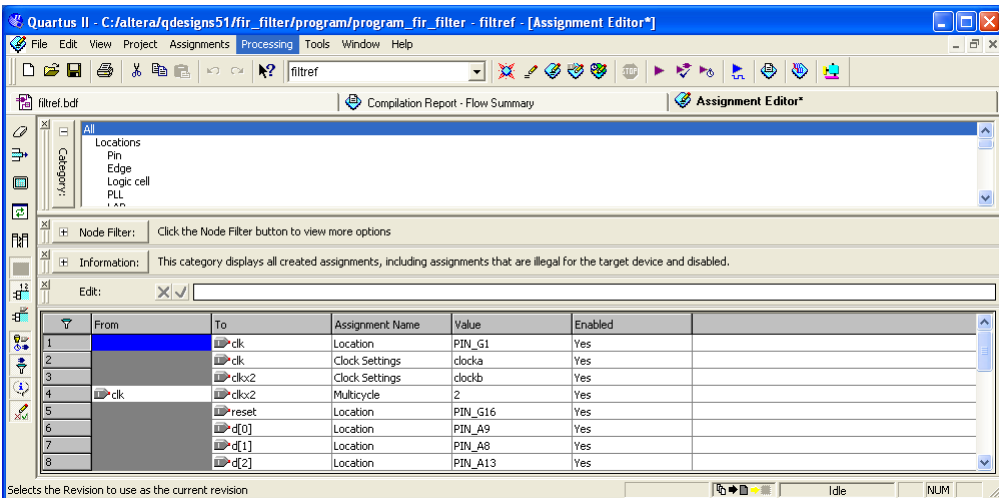 Quartus II - C:/altera/qdesigns51/fir_filter/program/program_fir_filter - filtref - [Assignment Editor*]
File Edit View Project Assignments Processing Tools Window Help
filtref
STOP
filtref.bdf Compilation Report - Flow Summary Assignment Editor*
Category:
All
Locations
Pin
Edge
Logic cell
PLL
LAB
Node Filter: Click the Node Filter button to view more options
Information: This category displays all created assignments, including assignments that are illegal for the target device and disabled.
Edit:
From To Assignment Name Value Enabled
1 clk Location PIN_G1 Yes
2 clk Clock Settings clocka Yes
3 clkx2 Clock Settings clockb Yes
4 clk clkx2 Multicycle 2 Yes
5 reset Location PIN_G16 Yes
6 d[0] Location PIN_A9 Yes
7 d[1] Location PIN_A8 Yes
8 d[2] Location PIN_A13 Yes
Selects the Revision to use as the current revision Idle NUM